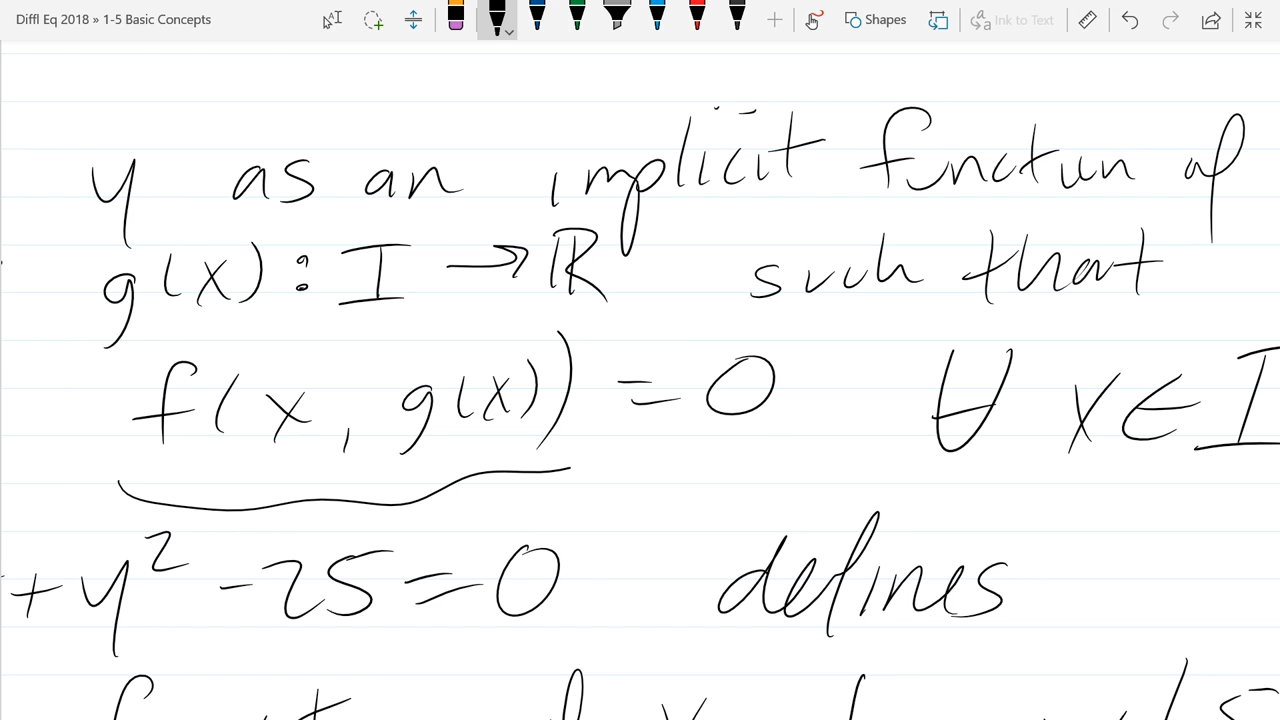 Diffl Eq 2018 » 1-5 Basic Concepts
Shapes
Ink to Text
y as an implicit functun of
g(x) : I → ℝ such that
f(x, g(x)) = 0 ∀ x ∈ I
+ y² - 25 = 0 defines